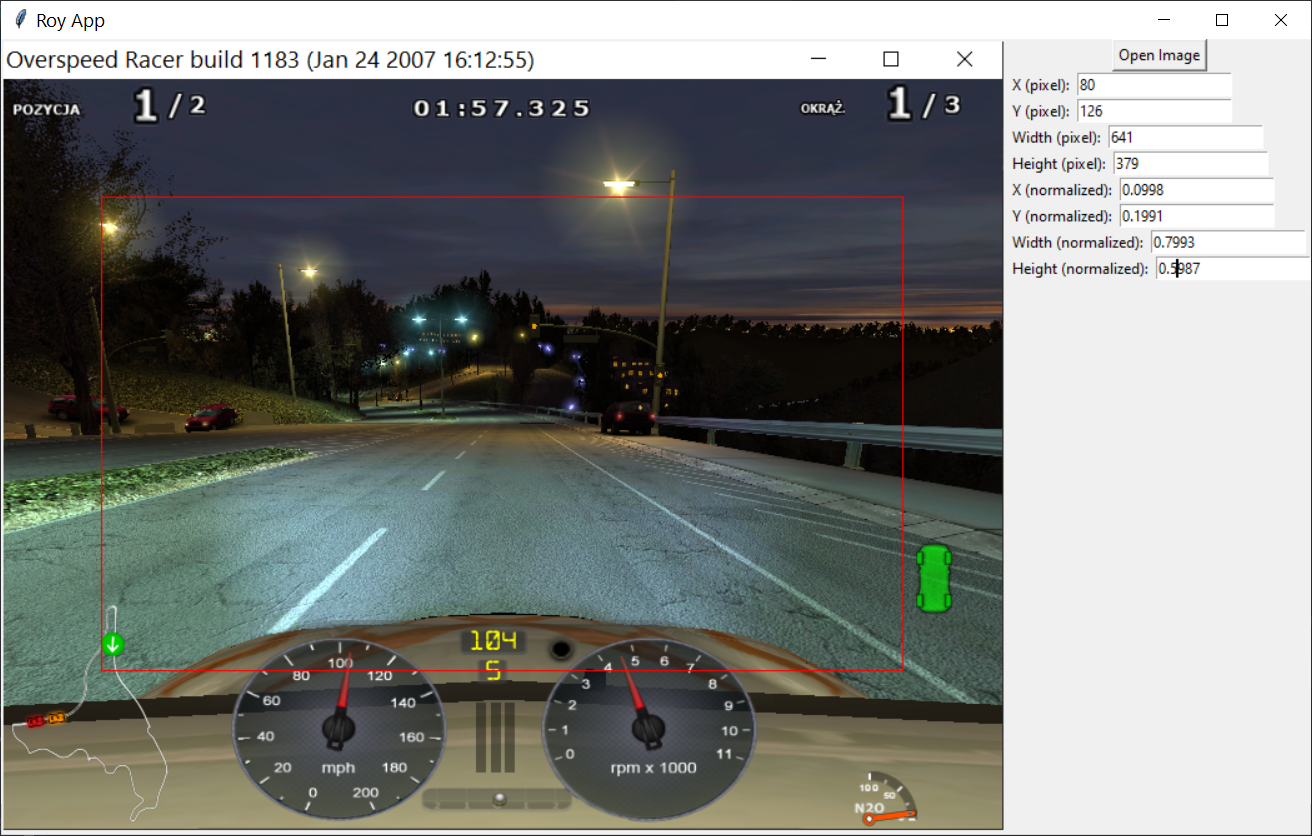 Roy App
Overspeed Racer build 1183 (Jan 24 2007 16:12:55)
Open Image
X (pixel): 80
Y (pixel): 126
Width (pixel): 641
Height (pixel): 379
X (normalized): 0.0998
Y (normalized): 0.1991
Width (normalized): 0.7993
Height (normalized): 0.5987
POZYCJA 1 / 2
01:57.325
OKRĄŻ. 1 / 3
104
5
0 20 40 60 80 100 120 140 160 180 200
mph
0 1 2 3 4 5 6 7 8 9 10 11
rpm x 1000
100
50
N2O